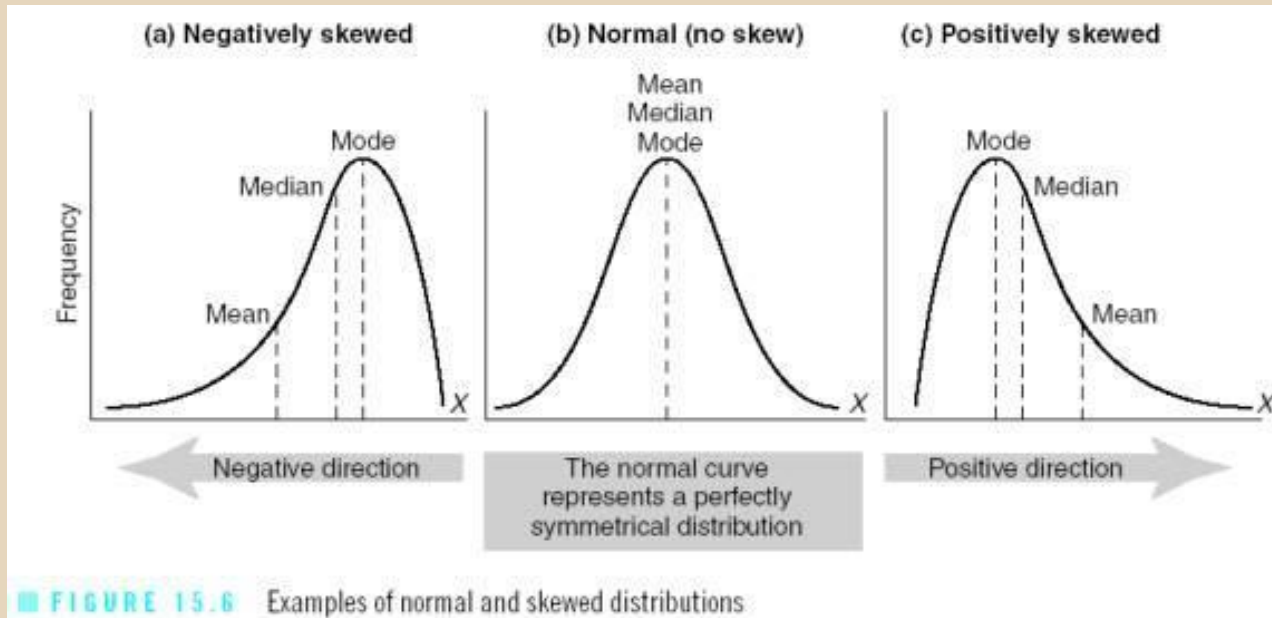 (a) Negatively skewed
(b) Normal (no skew)
(c) Positively skewed
Frequency
Mode
Median
Mean
X
Mean
Median
Mode
X
Mode
Median
Mean
X
Negative direction
The normal curve
represents a perfectly
symmetrical distribution
Positive direction
FIGURE 15.6 Examples of normal and skewed distributions